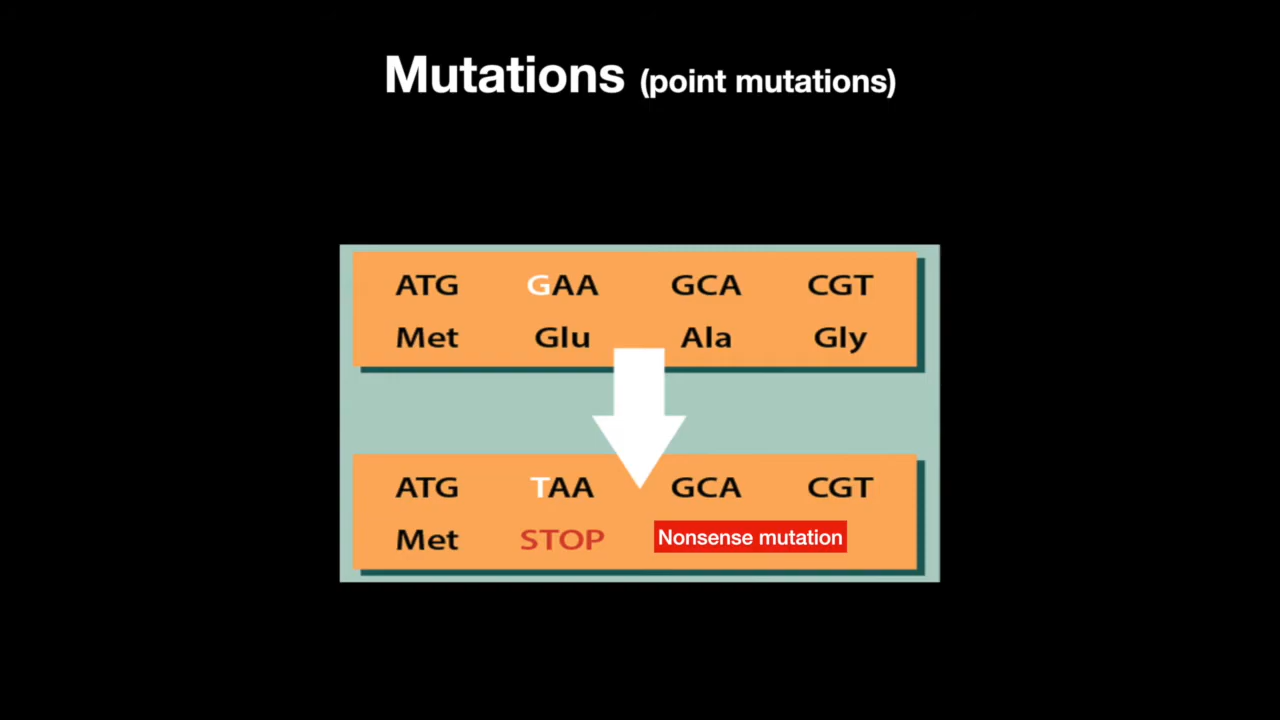 Mutations (point mutations)
ATG GAA GCA CGT
Met Glu Ala Gly
ATG TAA GCA CGT
Met STOP Nonsense mutation